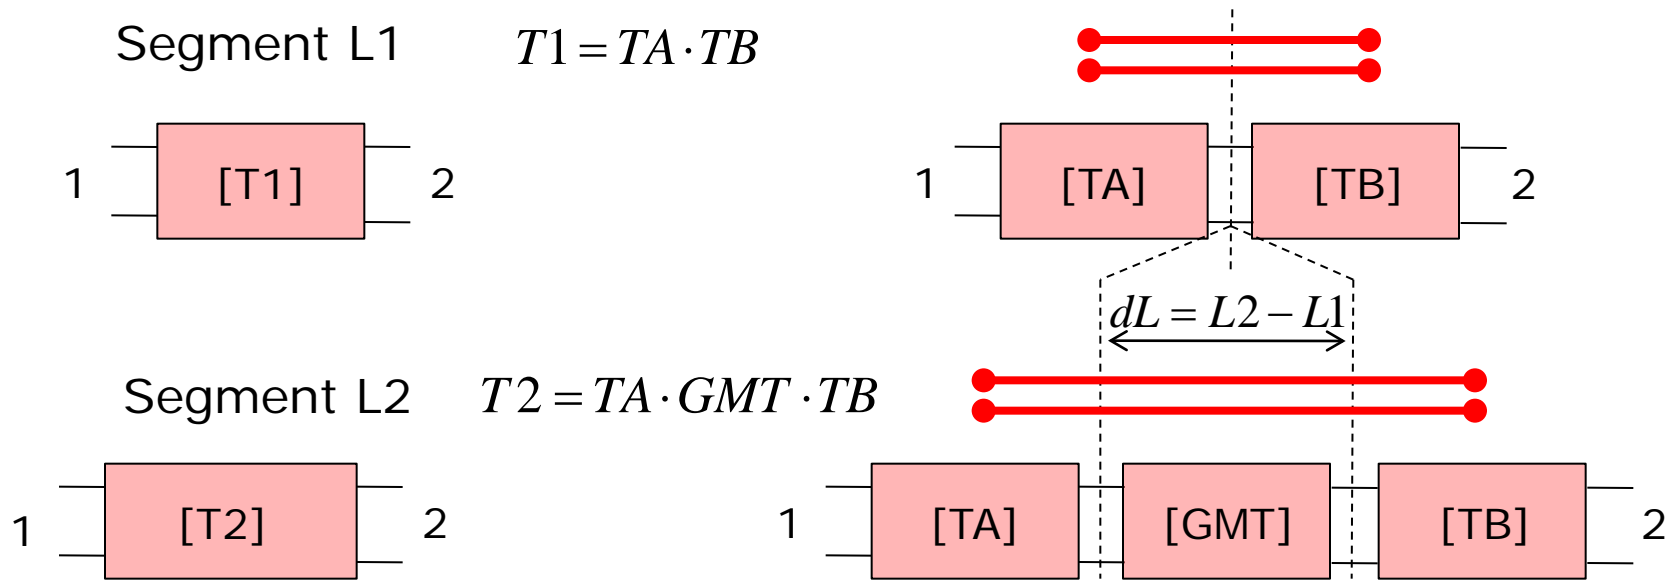 Segment L1
T1 = TA · TB
1
[T1]
2
1
[TA]
[TB]
2
dL = L2 − L1
Segment L2
T2 = TA · GMT · TB
1
[T2]
2
1
[TA]
[GMT]
[TB]
2